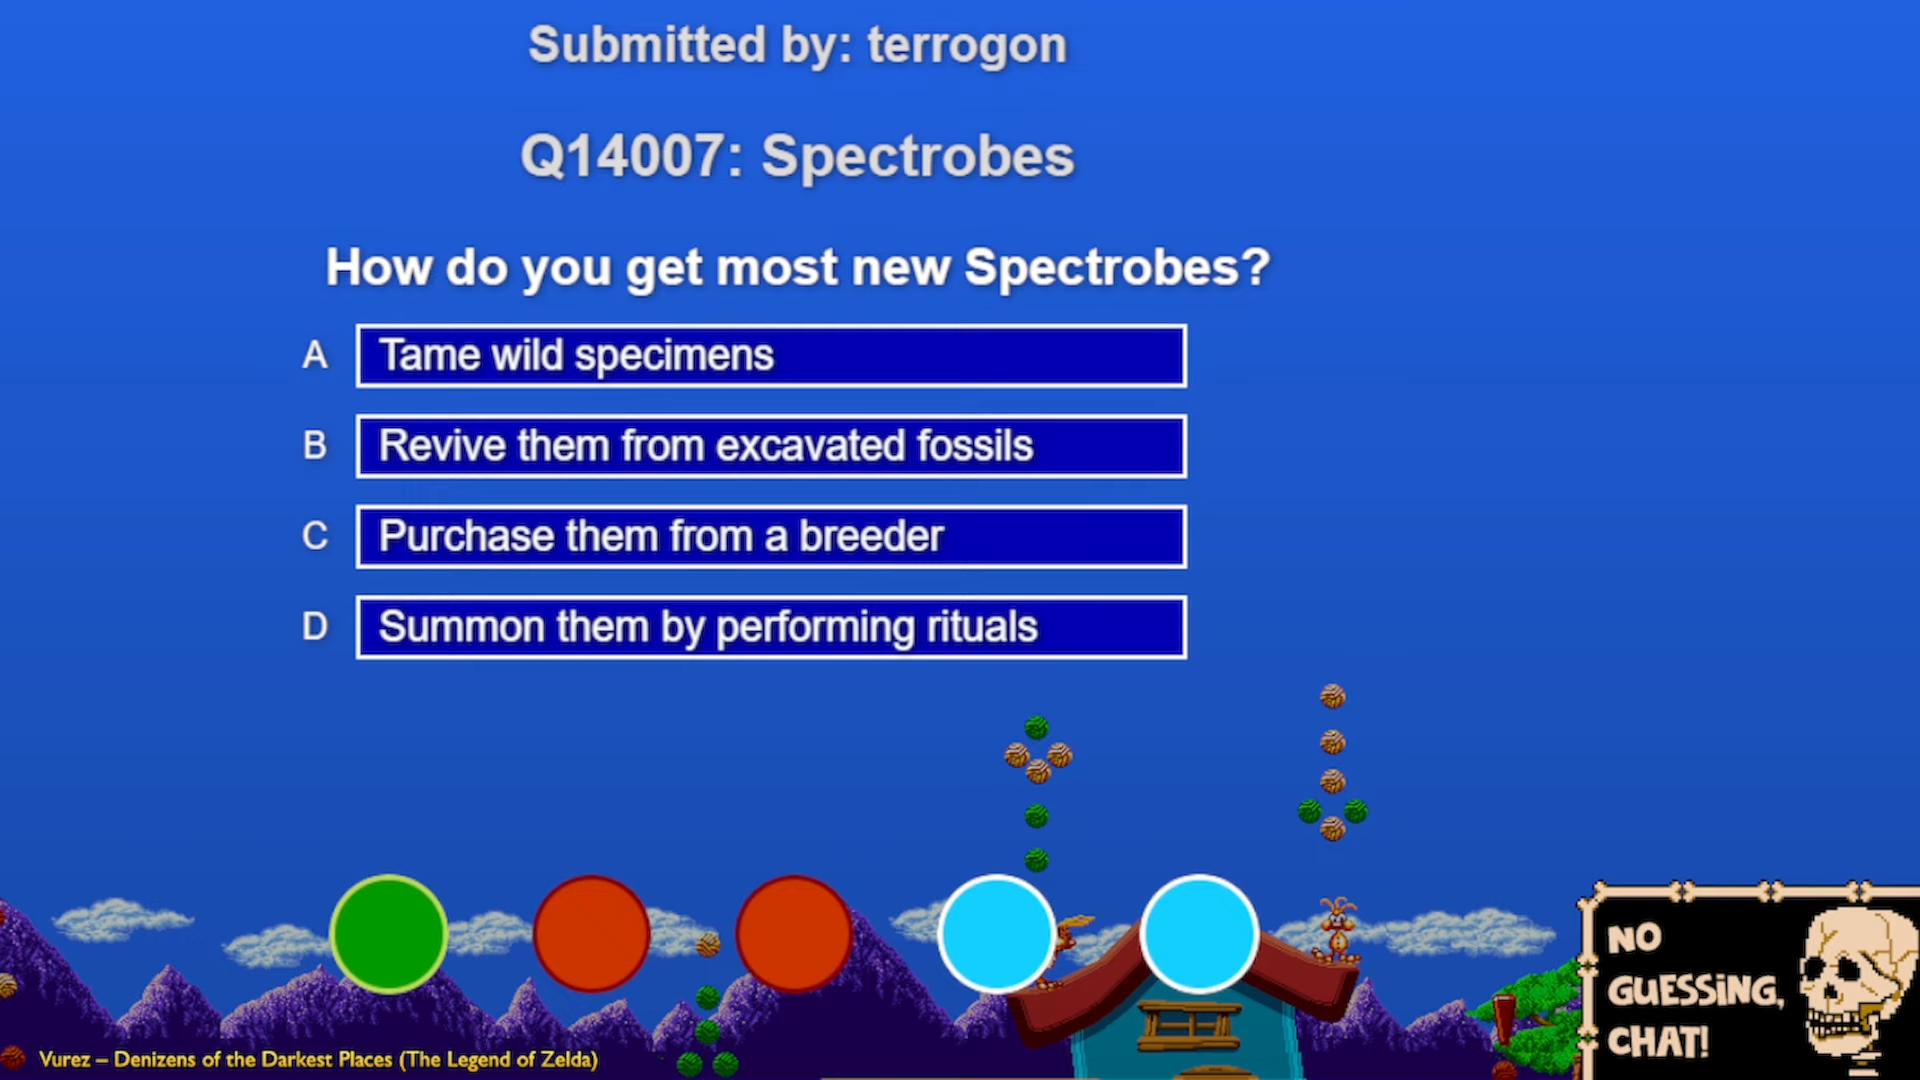 Submitted by: terrogon
Q14007: Spectrobes
How do you get most new Spectrobes?
A Tame wild specimens
B Revive them from excavated fossils
C Purchase them from a breeder
D Summon them by performing rituals
NO
GUESSING,
CHAT!
Vurez – Denizens of the Darkest Places (The Legend of Zelda)